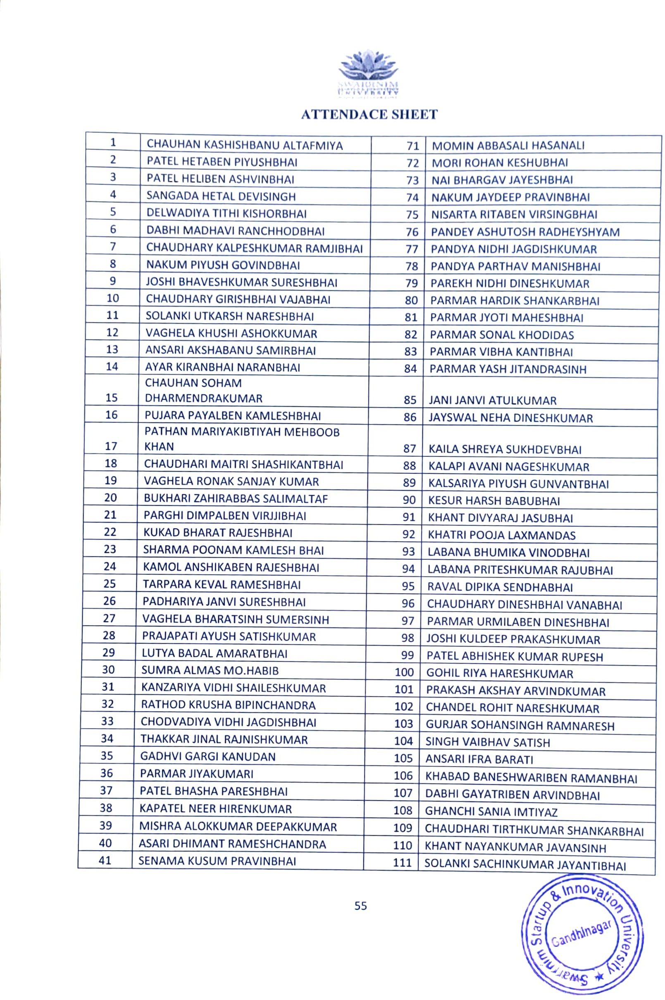 SWARRNIM
UNIVERSITY
ATTENDACE SHEET
1 CHAUHAN KASHISHBANU ALTAFMIYA 71 MOMIN ABBASALI HASANALI
2 PATEL HETABEN PIYUSHBHAI 72 MORI ROHAN KESHUBHAI
3 PATEL HELIBEN ASHVINBHAI 73 NAI BHARGAV JAYESHBHAI
4 SANGADA HETAL DEVISINGH 74 NAKUM JAYDEEP PRAVINBHAI
5 DELWADIYA TITHI KISHORBHAI 75 NISARTA RITABEN VIRSINGBHAI
6 DABHI MADHAVI RANCHHODBHAI 76 PANDEY ASHUTOSH RADHEYSHYAM
7 CHAUDHARY KALPESHKUMAR RAMJIBHAI 77 PANDYA NIDHI JAGDISHKUMAR
8 NAKUM PIYUSH GOVINDBHAI 78 PANDYA PARTHAV MANISHBHAI
9 JOSHI BHAVESHKUMAR SURESHBHAI 79 PAREKH NIDHI DINESHKUMAR
10 CHAUDHARY GIRISHBHAI VAJABHAI 80 PARMAR HARDIK SHANKARBHAI
11 SOLANKI UTKARSH NARESHBHAI 81 PARMAR JYOTI MAHESHBHAI
12 VAGHELA KHUSHI ASHOKKUMAR 82 PARMAR SONAL KHODIDAS
13 ANSARI AKSHABANU SAMIRBHAI 83 PARMAR VIBHA KANTIBHAI
14 AYAR KIRANBHAI NARANBHAI 84 PARMAR YASH JITANDRASINH
CHAUHAN SOHAM
15 DHARMENDRAKUMAR 85 JANI JANVI ATULKUMAR
16 PUJARA PAYALBEN KAMLESHBHAI 86 JAYSWAL NEHA DINESHKUMAR
PATHAN MARIYAKIBTIYAH MEHBOOB
17 KHAN 87 KAILA SHREYA SUKHDEVBHAI
18 CHAUDHARI MAITRI SHASHIKANTBHAI 88 KALAPI AVANI NAGESHKUMAR
19 VAGHELA RONAK SANJAY KUMAR 89 KALSARIYA PIYUSH GUNVANTBHAI
20 BUKHARI ZAHIRABBAS SALIMALTAF 90 KESUR HARSH BABUBHAI
21 PARGHI DIMPALBEN VIRJJIBHAI 91 KHANT DIVYARAJ JASUBHAI
22 KUKAD BHARAT RAJESHBHAI 92 KHATRI POOJA LAXMANDAS
23 SHARMA POONAM KAMLESH BHAI 93 LABANA BHUMIKA VINODBHAI
24 KAMOL ANSHIKABEN RAJESHBHAI 94 LABANA PRITESHKUMAR RAJUBHAI
25 TARPARA KEVAL RAMESHBHAI 95 RAVAL DIPIKA SENDHABHAI
26 PADHARIYA JANVI SURESHBHAI 96 CHAUDHARY DINESHBHAI VANABHAI
27 VAGHELA BHARATSINH SUMERSINH 97 PARMAR URMILABEN DINESHBHAI
28 PRAJAPATI AYUSH SATISHKUMAR 98 JOSHI KULDEEP PRAKASHKUMAR
29 LUTYA BADAL AMARATBHAI 99 PATEL ABHISHEK KUMAR RUPESH
30 SUMRA ALMAS MO.HABIB 100 GOHIL RIYA HARESHKUMAR
31 KANZARIYA VIDHI SHAILESHKUMAR 101 PRAKASH AKSHAY ARVINDKUMAR
32 RATHOD KRUSHA BIPINCHANDRA 102 CHANDEL ROHIT NARESHKUMAR
33 CHODVADIYA VIDHI JAGDISHBHAI 103 GURJAR SOHANSINGH RAMNARESH
34 THAKKAR JINAL RAJNISHKUMAR 104 SINGH VAIBHAV SATISH
35 GADHVI GARGI KANUDAN 105 ANSARI IFRA BARATI
36 PARMAR JIYAKUMARI 106 KHABAD BANESHWARIBEN RAMANBHAI
37 PATEL BHASHA PARESHBHAI 107 DABHI GAYATRIBEN ARVINDBHAI
38 KAPATEL NEER HIRENKUMAR 108 GHANCHI SANIA IMTIYAZ
39 MISHRA ALOKKUMAR DEEPAKKUMAR 109 CHAUDHARI TIRTHKUMAR SHANKARBHAI
40 ASARI DHIMANT RAMESHCHANDRA 110 KHANT NAYANKUMAR JAVANSINH
41 SENAMA KUSUM PRAVINBHAI 111 SOLANKI SACHINKUMAR JAYANTIBHAI
55
Swarrnim Startup & Innovation University
Gandhinagar